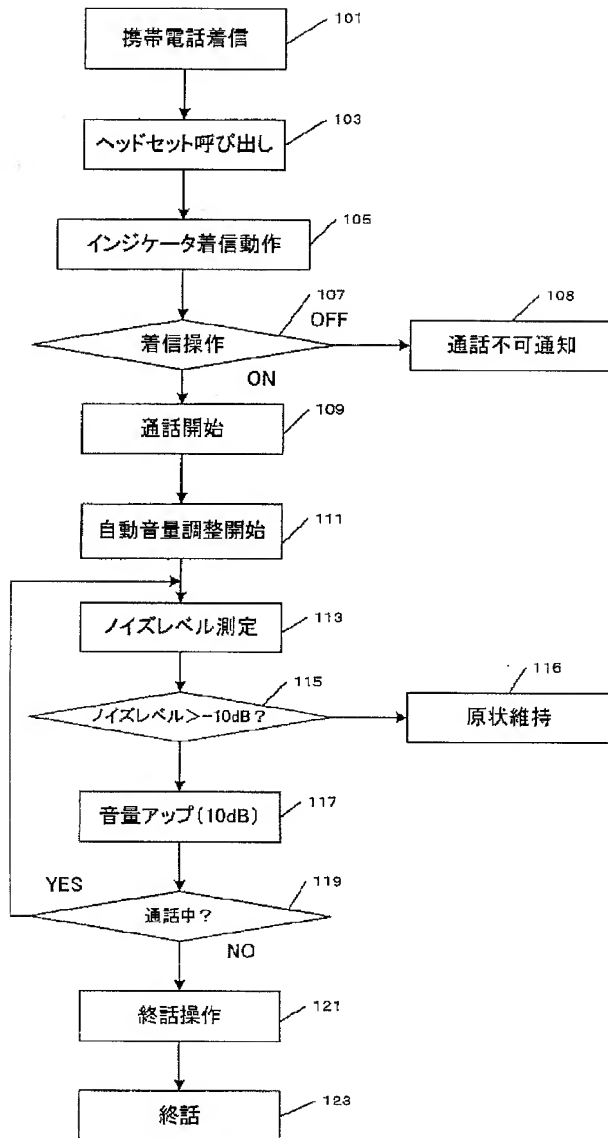 携帯電話着信
101
ヘッドセット呼び出し
103
インジケータ着信動作
105
着信操作
107
OFF
通話不可通知
108
ON
通話開始
109
自動音量調整開始
111
ノイズレベル測定
113
ノイズレベル>-10dB?
115
原状維持
116
音量アップ(10dB)
117
YES
通話中?
119
NO
終話操作
121
終話
123